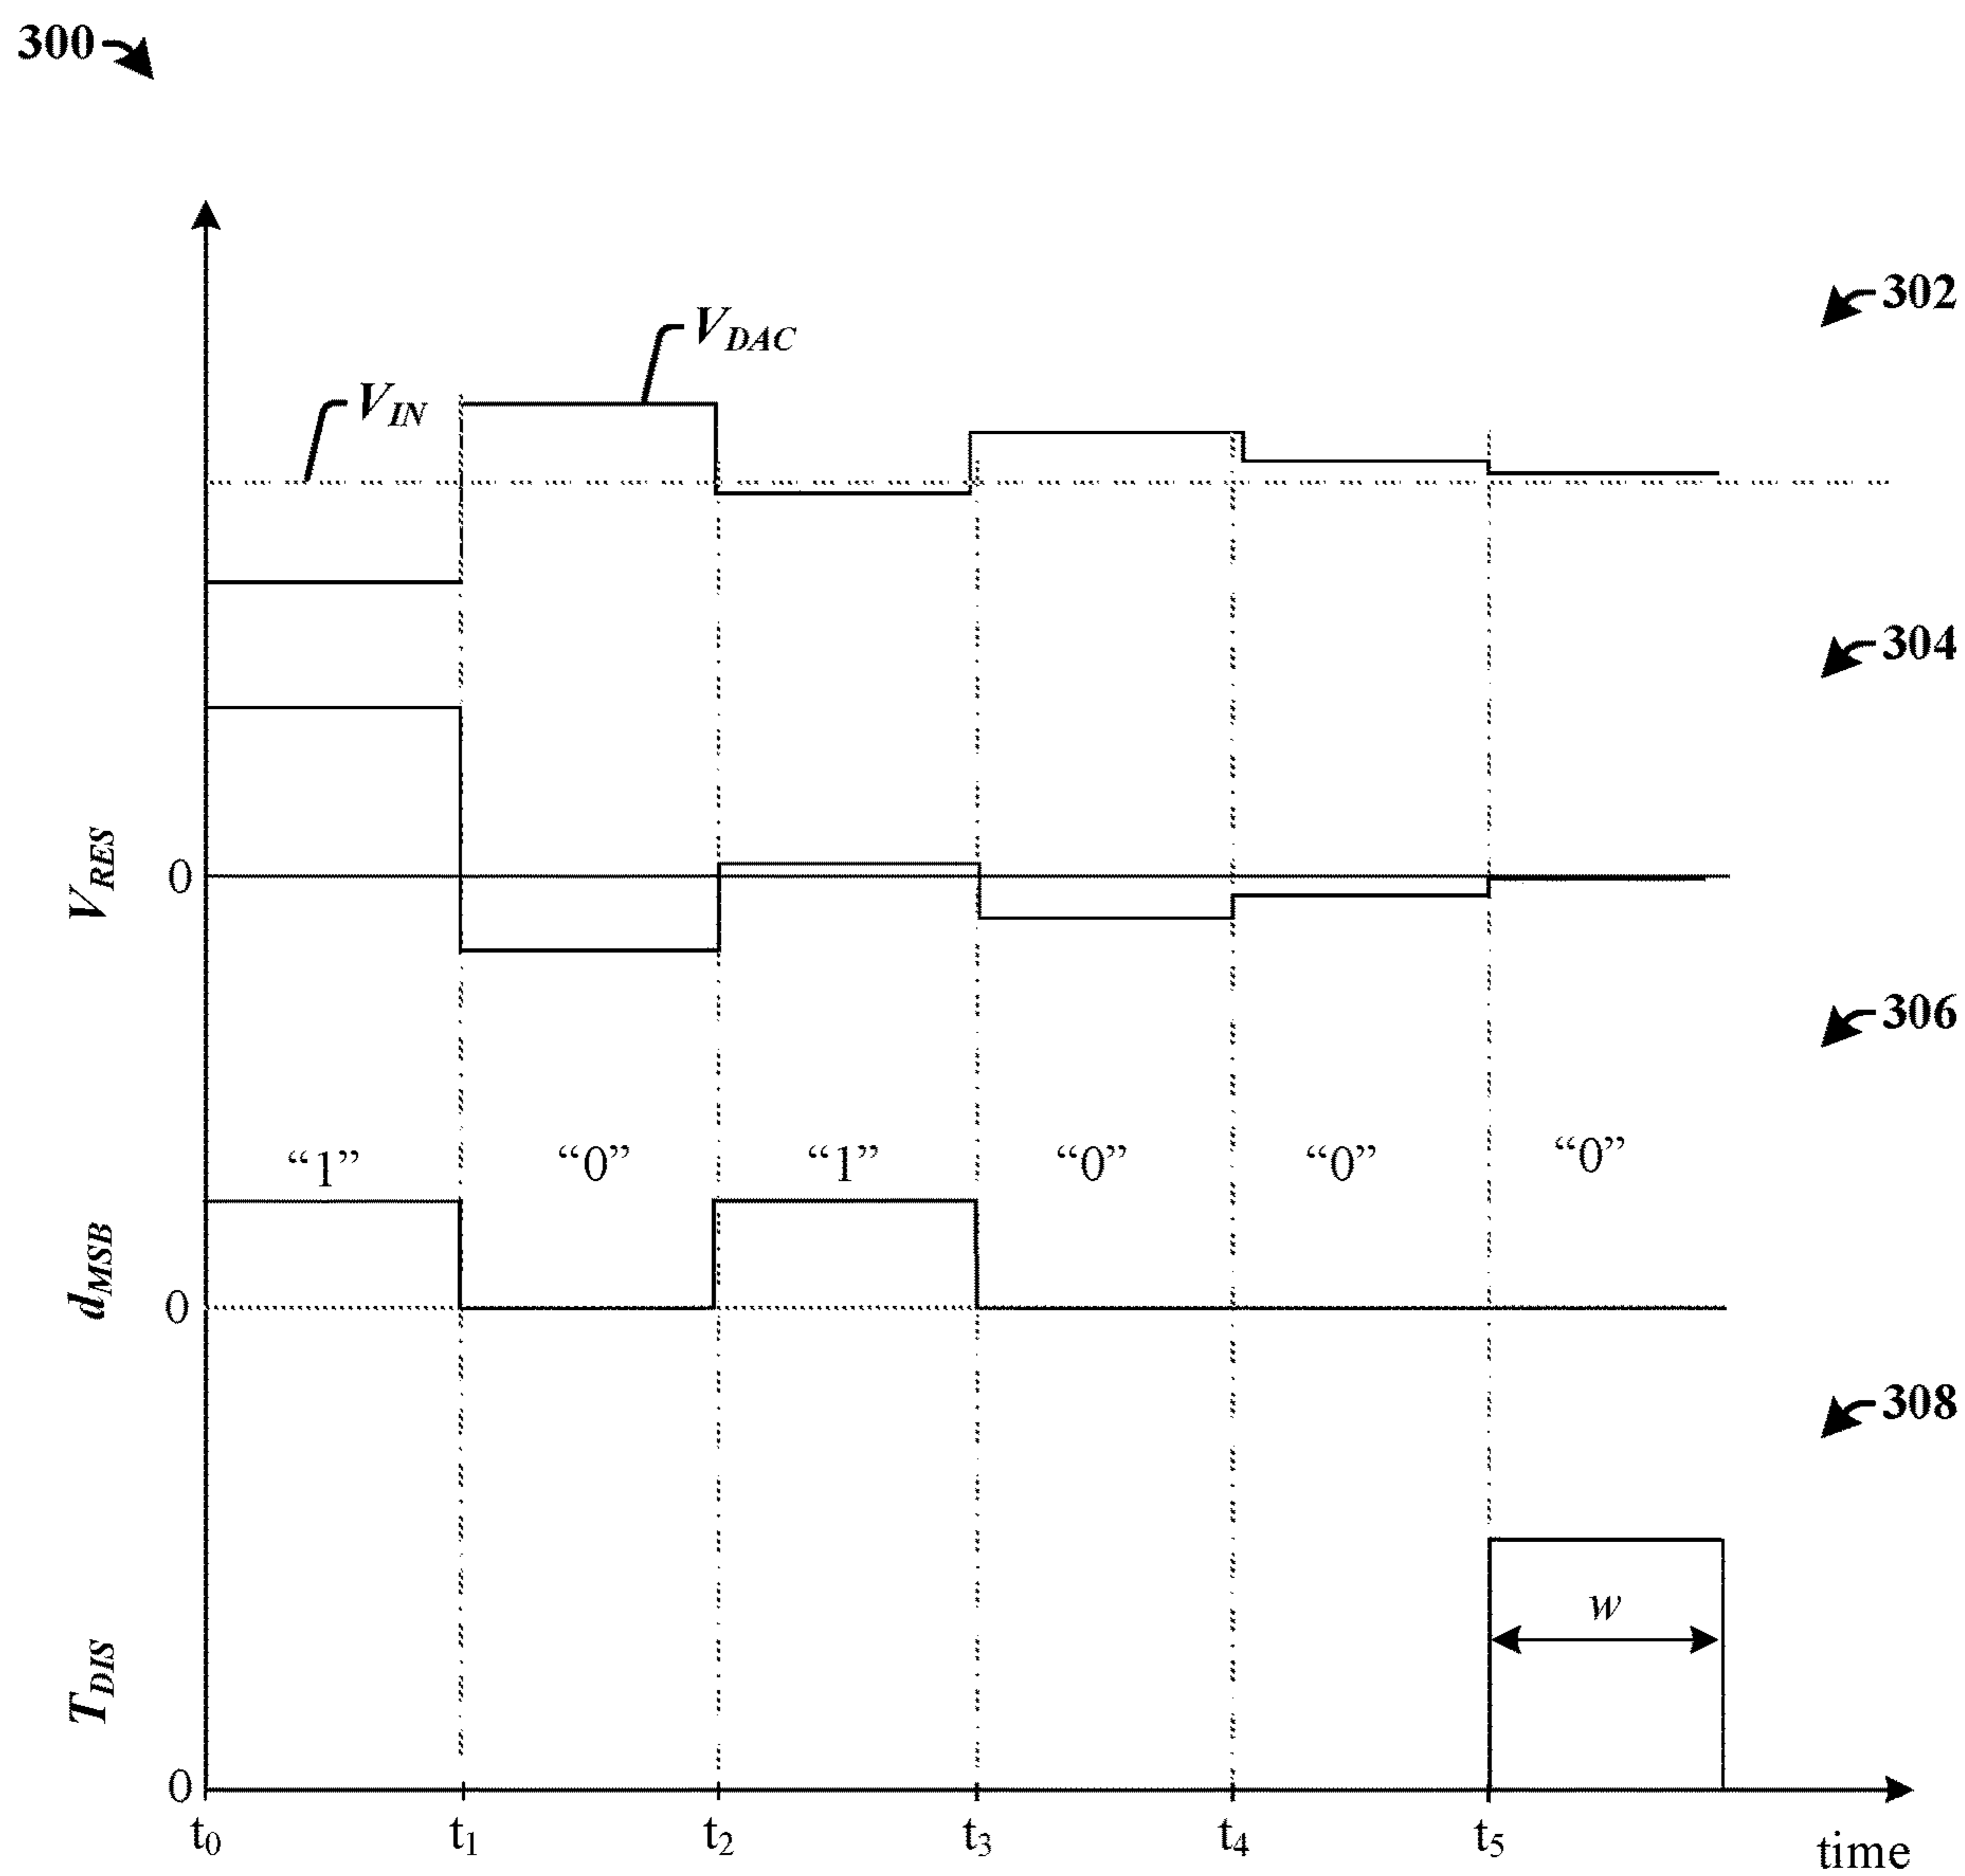 300
302
V_DAC
V_IN
304
V_RES
0
306
“1” “0” “1” “0” “0” “0”
d_MSB
0
308
w
T_DIS
0
t₀ t₁ t₂ t₃ t₄ t₅ time